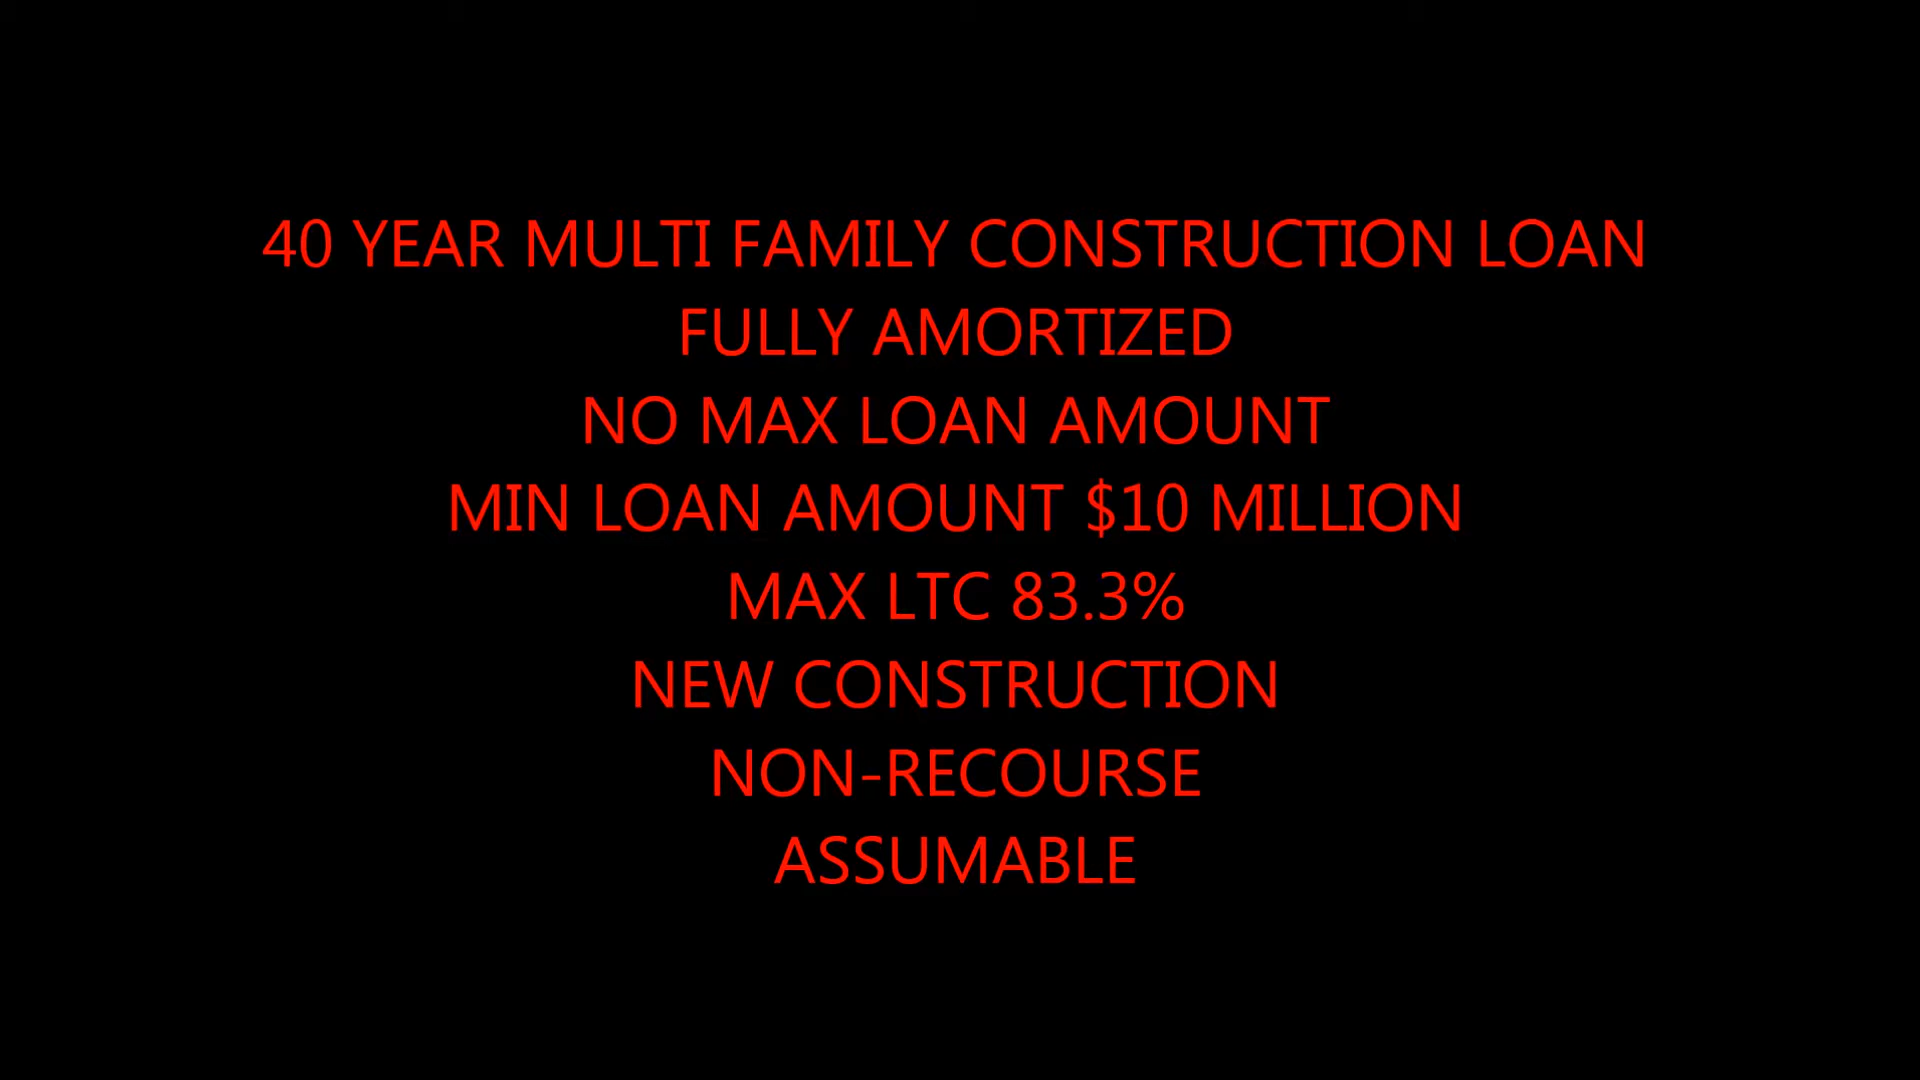 40 YEAR MULTI FAMILY CONSTRUCTION LOAN
FULLY AMORTIZED
NO MAX LOAN AMOUNT
MIN LOAN AMOUNT $10 MILLION
MAX LTC 83.3%
NEW CONSTRUCTION
NON-RECOURSE
ASSUMABLE